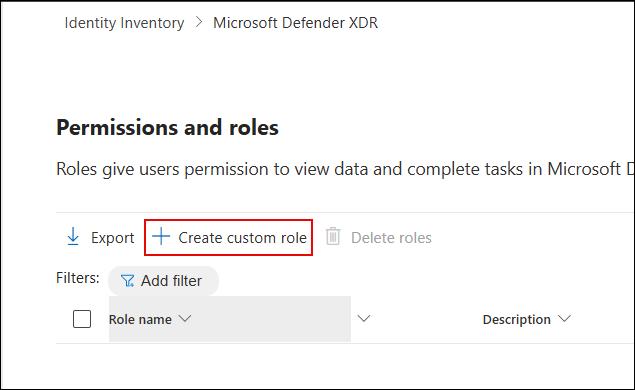 Identity Inventory > Microsoft Defender XDR
Permissions and roles
Roles give users permission to view data and complete tasks in Microsoft
Export + Create custom role Delete roles
Filters: Add filter
Role name Description